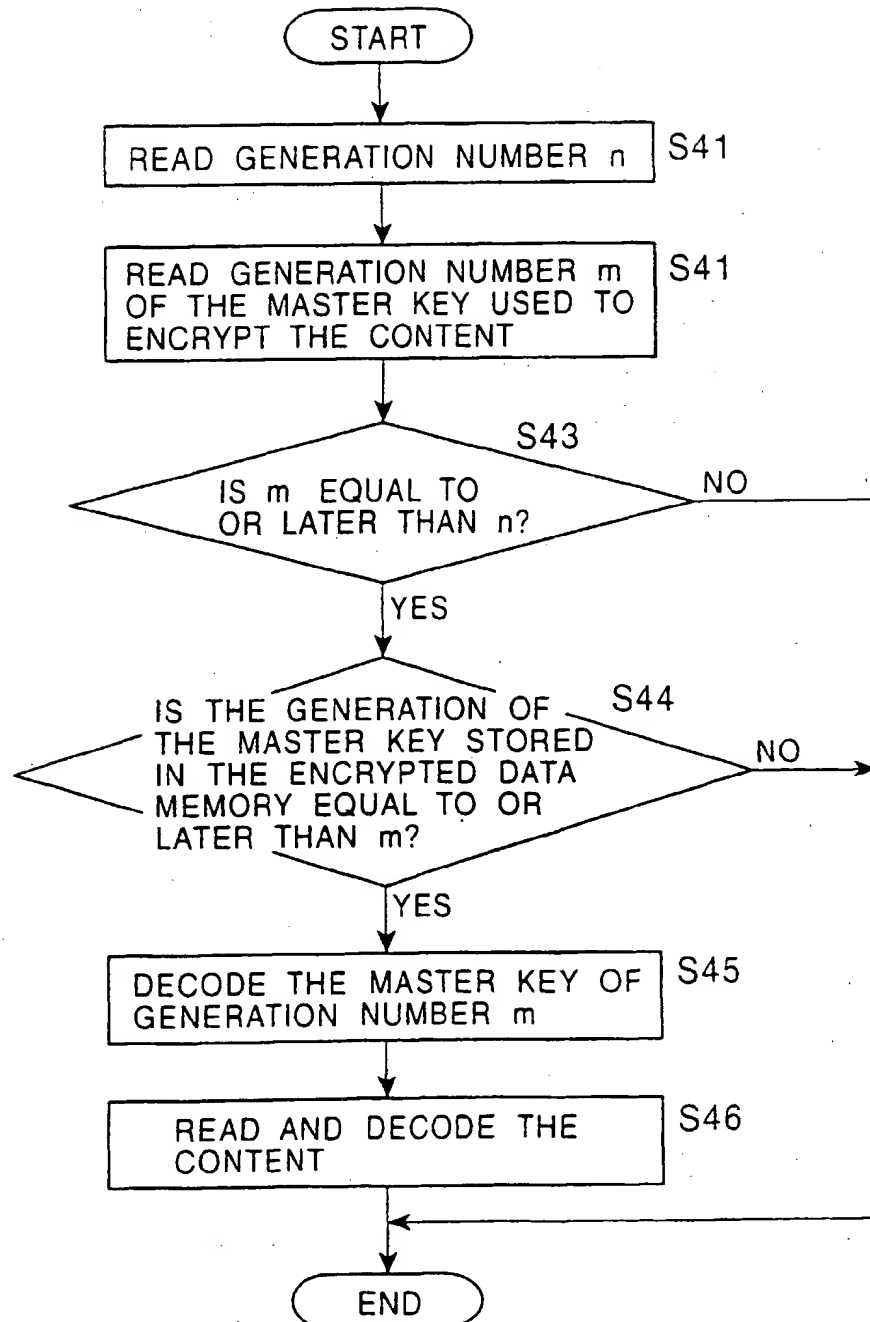 START
READ GENERATION NUMBER n
S41
READ GENERATION NUMBER m
OF THE MASTER KEY USED TO
ENCRYPT THE CONTENT
S41
S43
IS m EQUAL TO
OR LATER THAN n?
NO
YES
S44
IS THE GENERATION OF
THE MASTER KEY STORED
IN THE ENCRYPTED DATA
MEMORY EQUAL TO OR
LATER THAN m?
NO
YES
DECODE THE MASTER KEY OF
GENERATION NUMBER m
S45
READ AND DECODE THE
CONTENT
S46
END